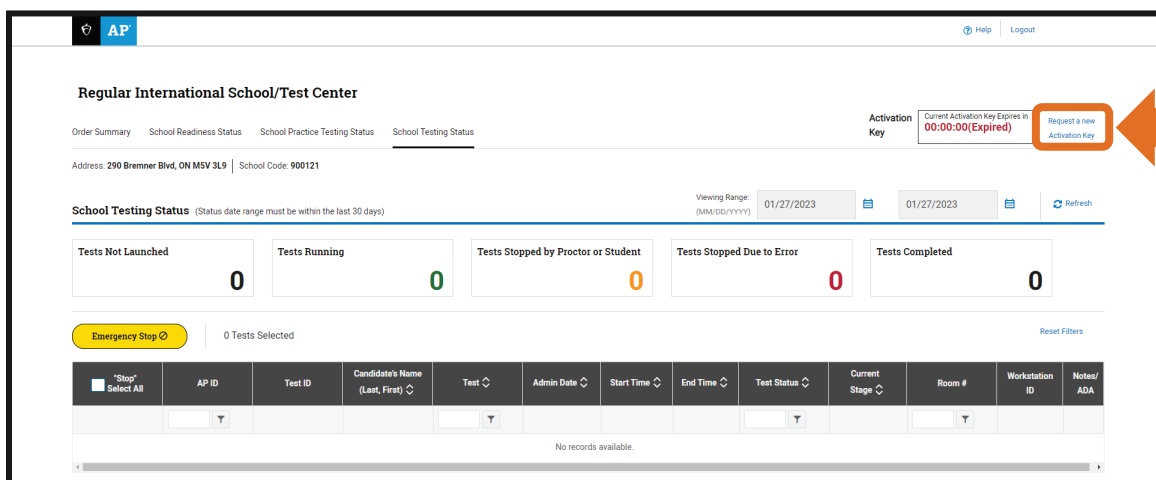 AP
Help Logout
Regular International School/Test Center
Order Summary School Readiness Status School Practice Testing Status School Testing Status
Activation Key
Current Activation Key Expires in
00:00:00(Expired)
Request a new
Activation Key
Address: 290 Bremner Blvd, ON M5V 3L9 School Code: 900121
School Testing Status (Status date range must be within the last 30 days)
Viewing Range:
(MM/DD/YYYY)
01/27/2023 01/27/2023 Refresh
Tests Not Launched
0
Tests Running
0
Tests Stopped by Proctor or Student
0
Tests Stopped Due to Error
0
Tests Completed
0
Emergency Stop 0 Tests Selected Reset Filters
"Stop"
Select All
AP ID
Test ID
Candidate's Name
(Last, First)
Test
Admin Date
Start Time
End Time
Test Status
Current
Stage
Room #
Workstation
ID
Notes/
ADA
No records available.